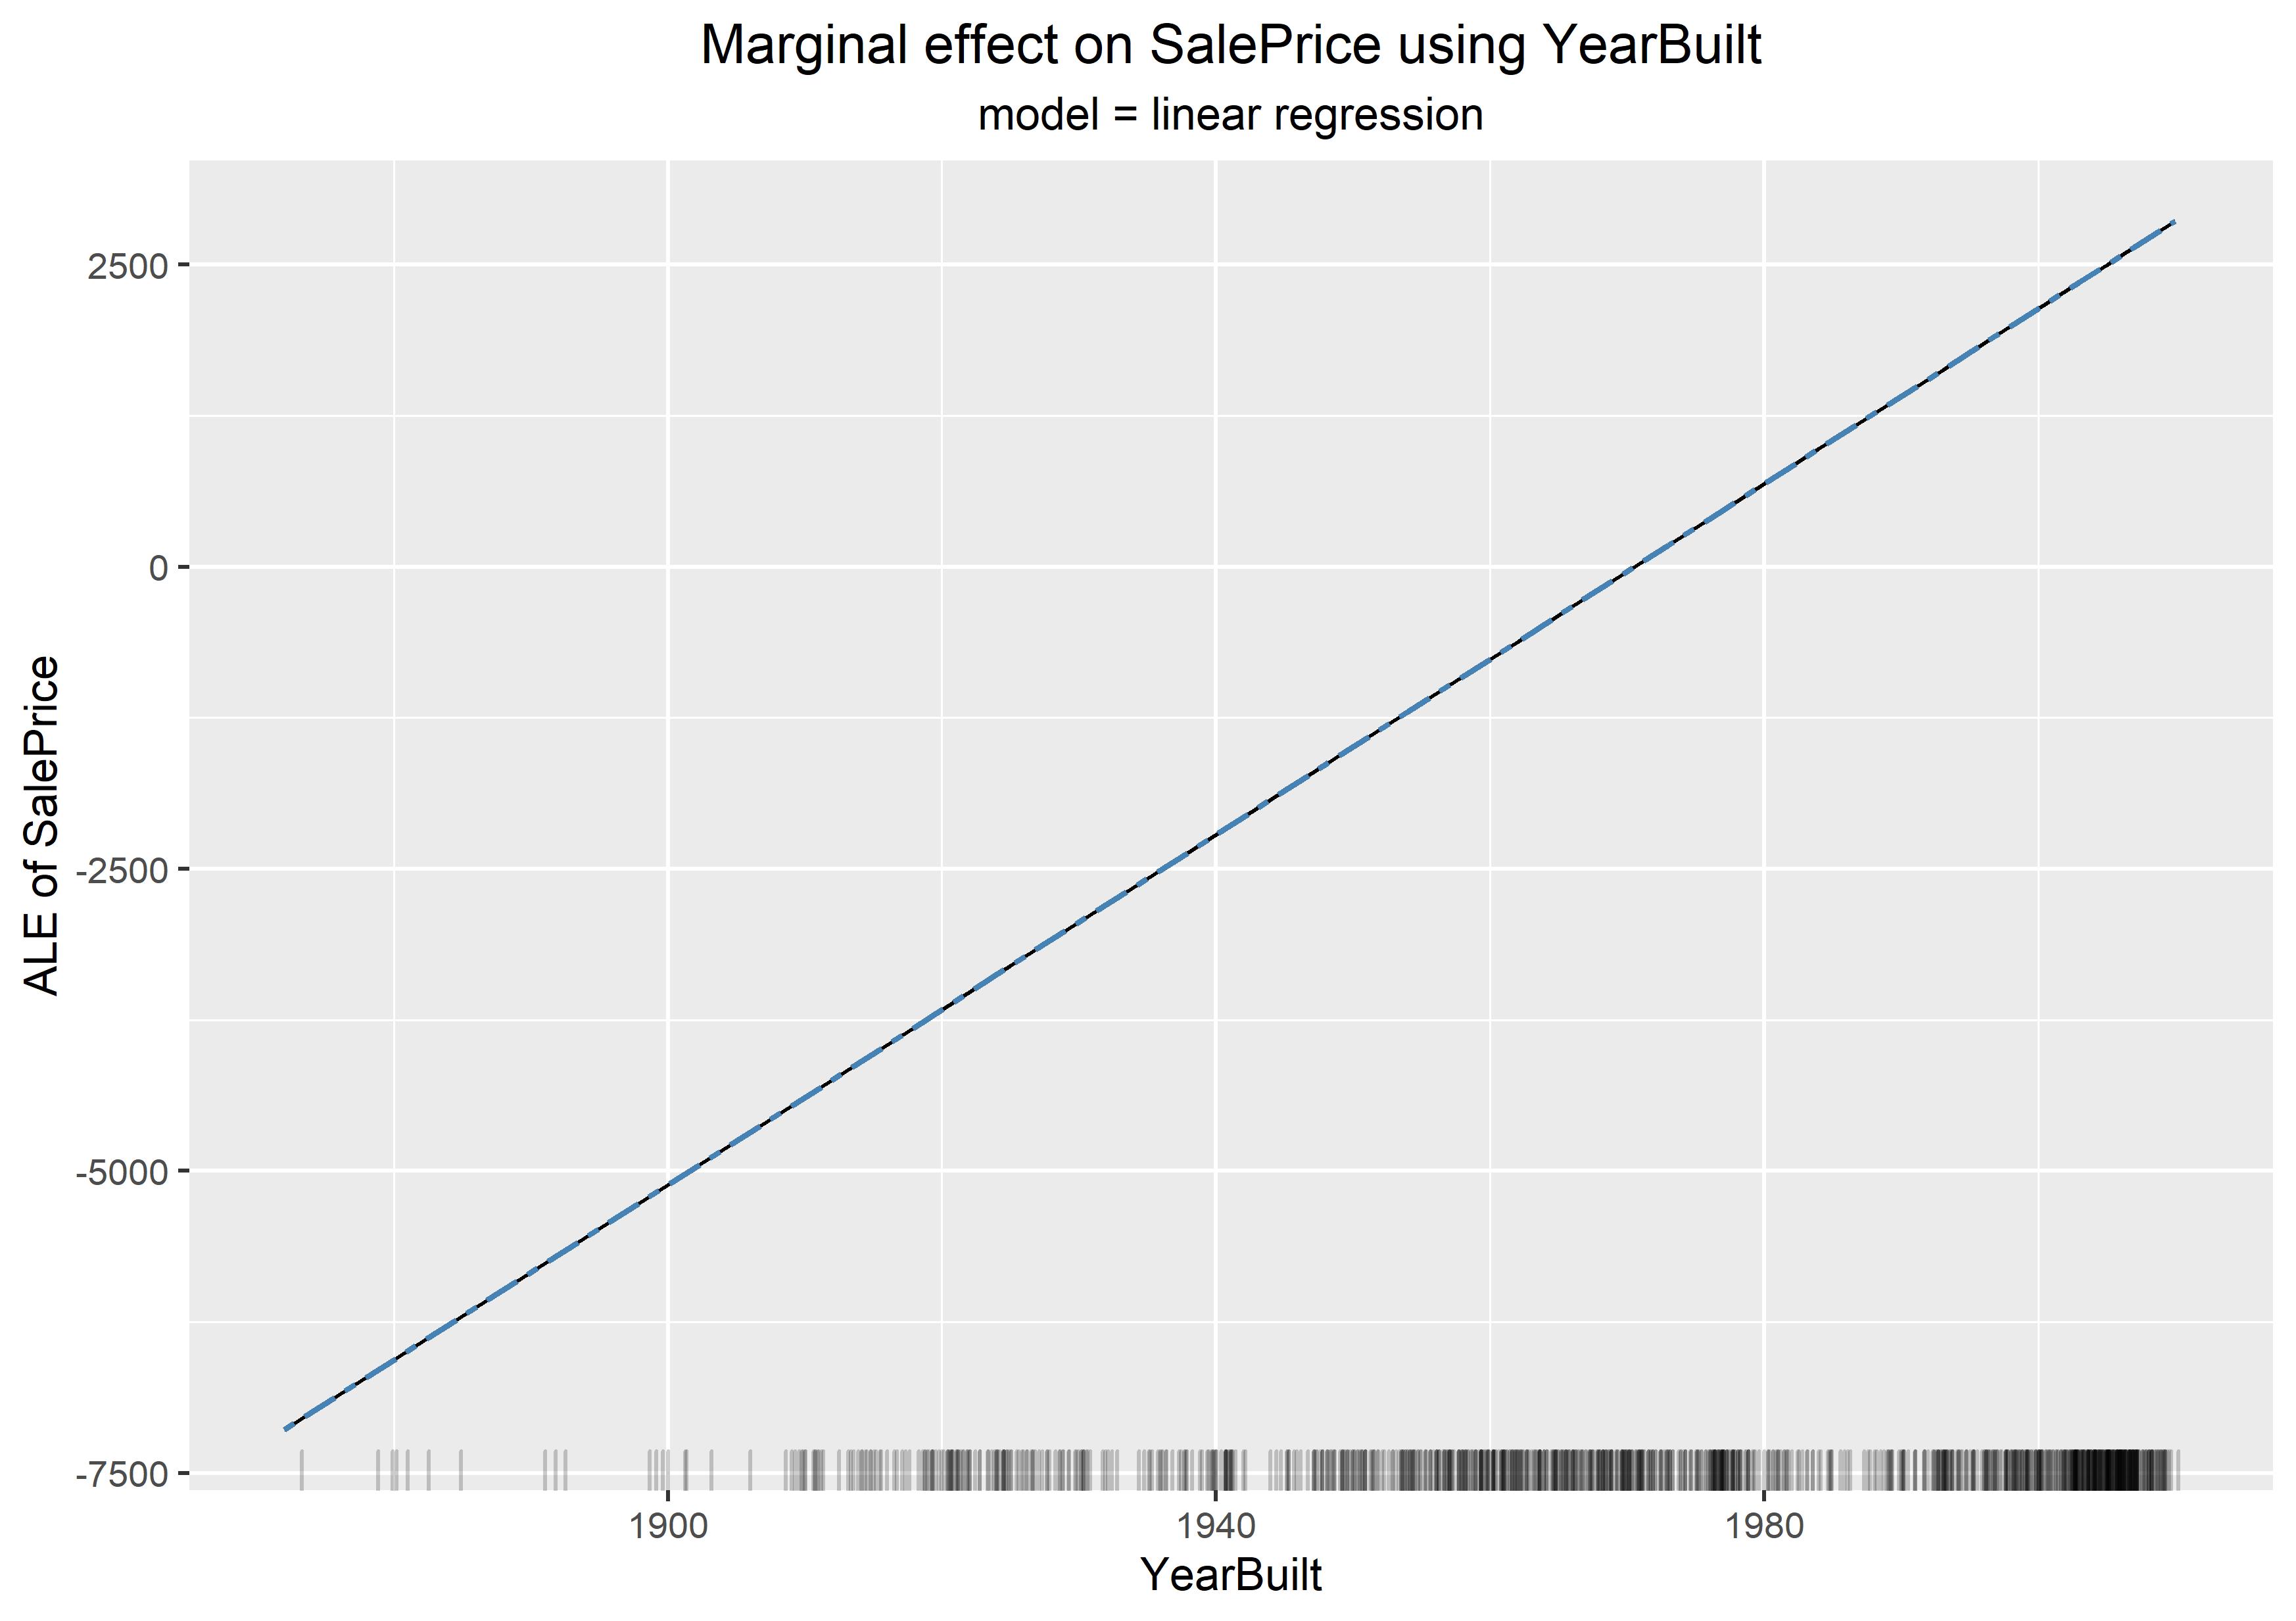 Marginal effect on SalePrice using YearBuilt
model = linear regression
ALE of SalePrice
2500
0
-2500
-5000
-7500
1900
1940
1980
YearBuilt